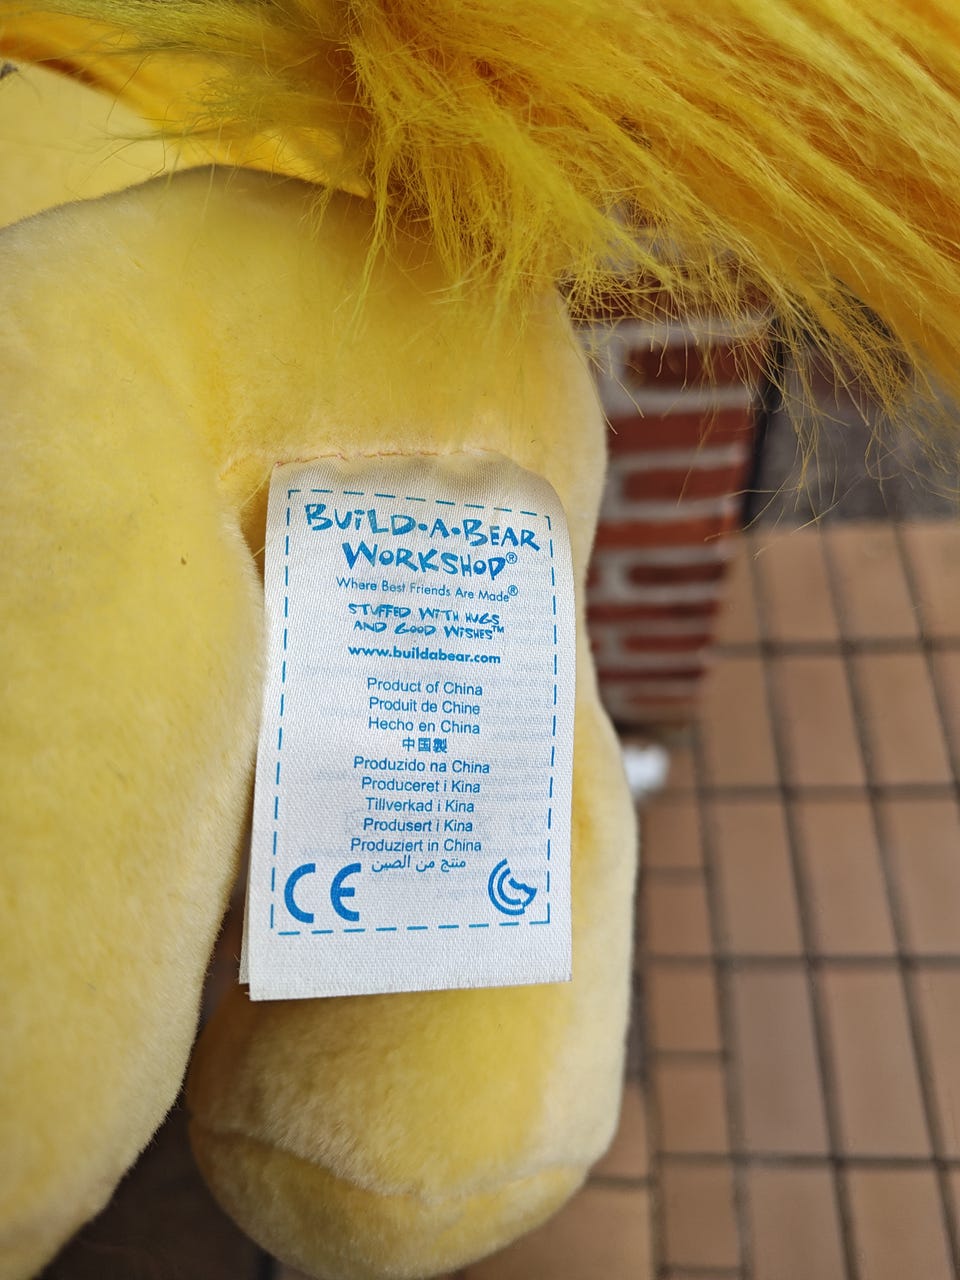 BUiLD-A-BEAR
WORKSHOP®
Where Best Friends Are Made®
STUFFED WiTH HUGS
AND GOOD WiSHES™
www.buildabear.com
Product of China
Produit de Chine
Hecho en China
中国製
Produzido na China
Produceret i Kina
Tillverkad i Kina
Produsert i Kina
Produziert in China
منتج من الصين
CE